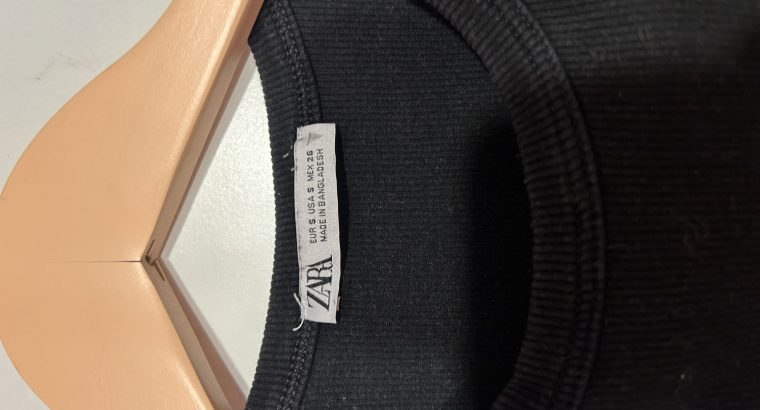 ZARA
EUR S USA S MEX 26
MADE IN BANGLADESH